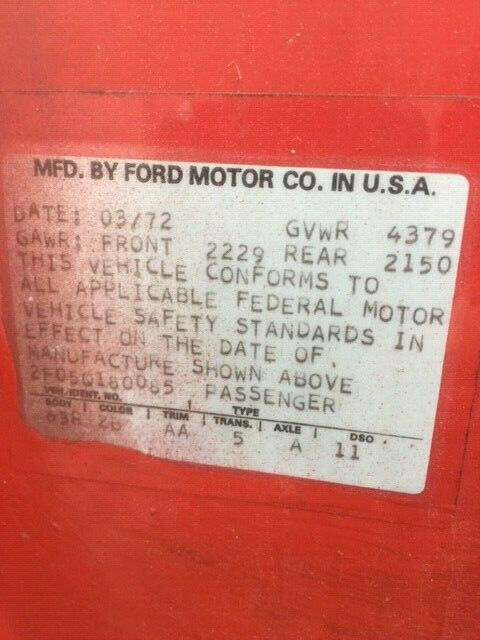 MFD. BY FORD MOTOR CO. IN U.S.A.
DATE: 03/72 GVWR 4379
GAWR: FRONT 2229 REAR 2150
THIS VEHICLE CONFORMS TO
ALL APPLICABLE FEDERAL MOTOR
VEHICLE SAFETY STANDARDS IN
EFFECT ON THE DATE OF
MANUFACTURE SHOWN ABOVE
2F05G180085 PASSENGER
VEH. IDENT. NO. TYPE
BODY COLOR TRIM TRANS. AXLE DSO
63R 2B AA 5 A 11